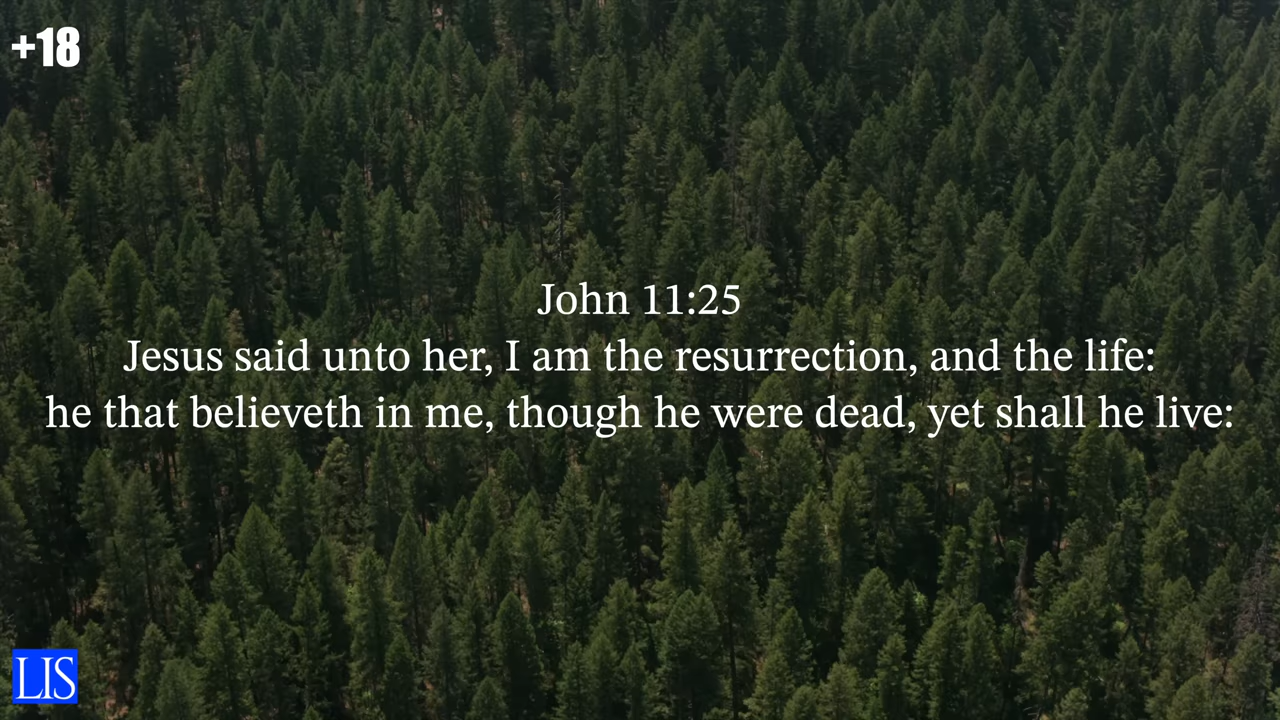 +18
John 11:25
Jesus said unto her, I am the resurrection, and the life:
he that believeth in me, though he were dead, yet shall he live:
LIS